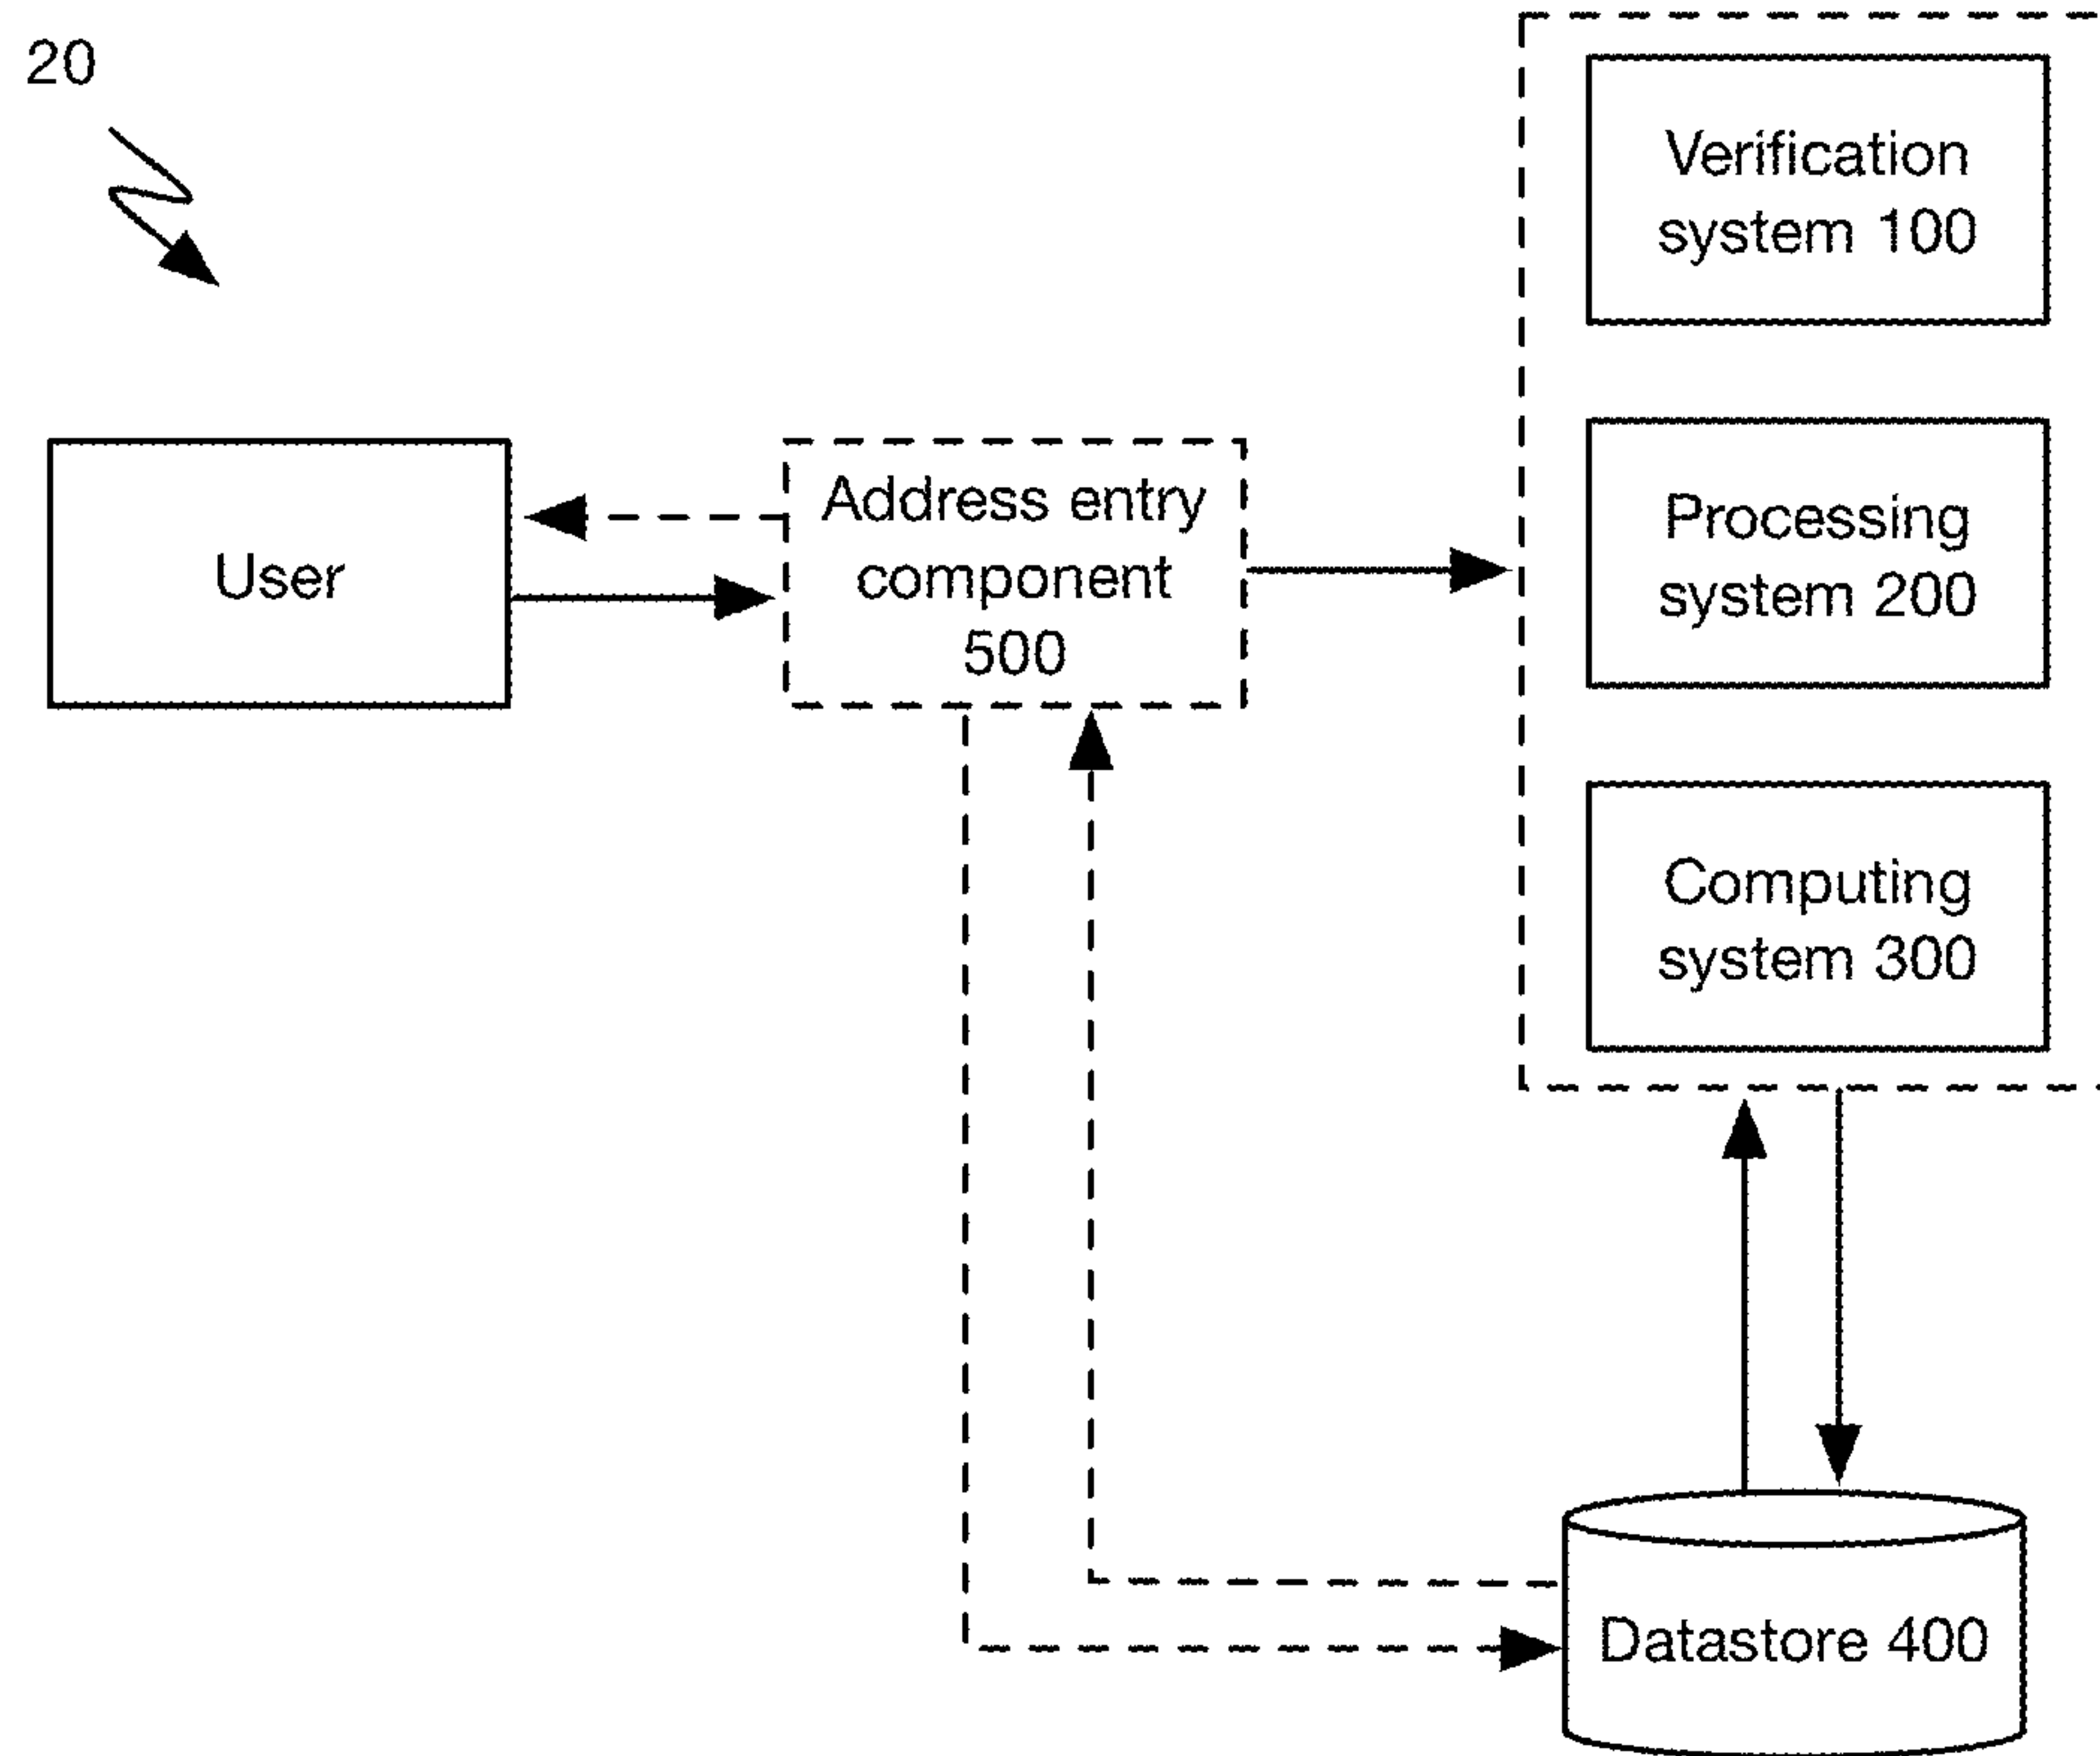 20
Verification
system 100
User
Address entry
component
500
Processing
system 200
Computing
system 300
Datastore 400